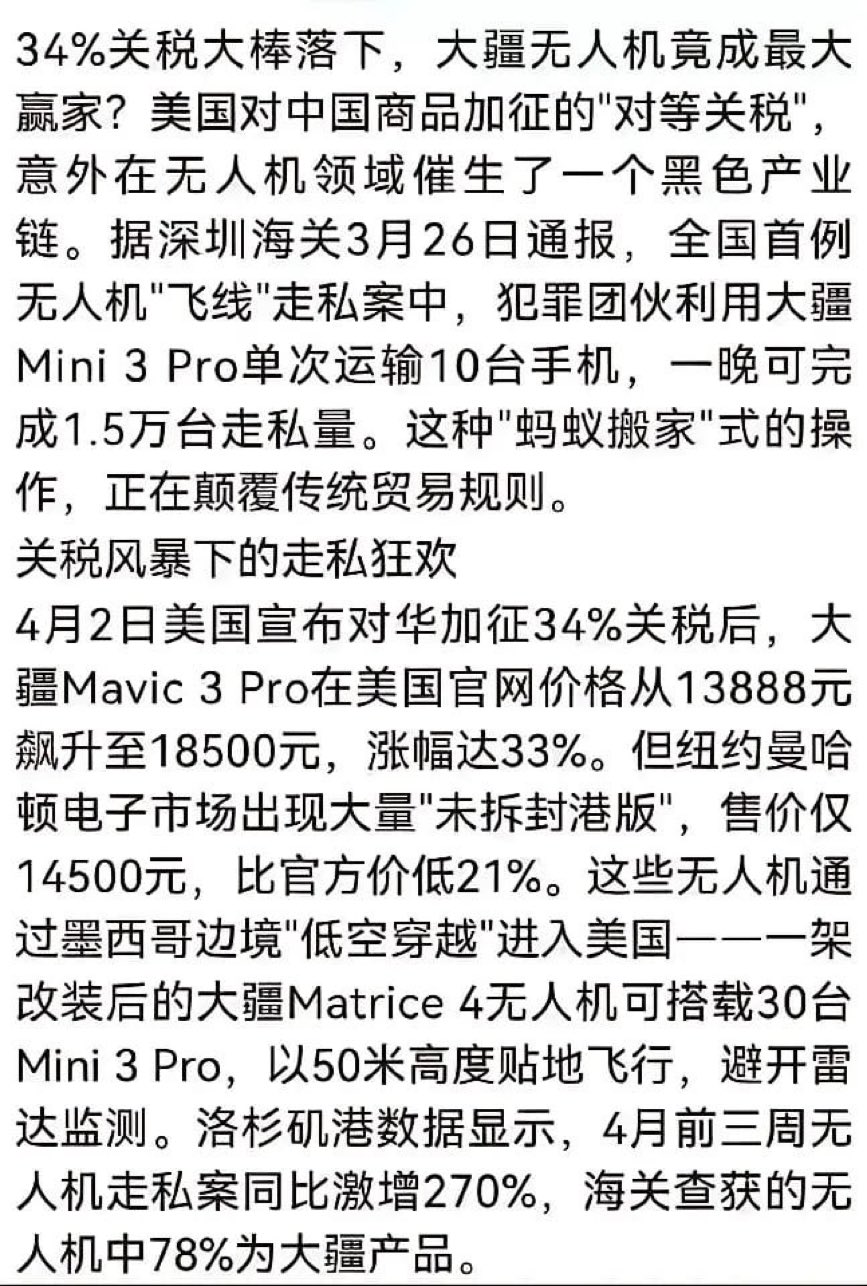 34%关税大棒落下，大疆无人机竟成最大
赢家？美国对中国商品加征的"对等关税"，
意外在无人机领域催生了一个黑色产业
链。据深圳海关3月26日通报，全国首例
无人机"飞线"走私案中，犯罪团伙利用大疆
Mini 3 Pro单次运输10台手机，一晚可完
成1.5万台走私量。这种"蚂蚁搬家"式的操
作，正在颠覆传统贸易规则。
关税风暴下的走私狂欢
4月2日美国宣布对华加征34%关税后，大
疆Mavic 3 Pro在美国官网价格从13888元
飙升至18500元，涨幅达33%。但纽约曼哈
顿电子市场出现大量"未拆封港版"，售价仅
14500元，比官方价低21%。这些无人机通
过墨西哥边境"低空穿越"进入美国——一架
改装后的大疆Matrice 4无人机可搭载30台
Mini 3 Pro，以50米高度贴地飞行，避开雷
达监测。洛杉矶港数据显示，4月前三周无
人机走私案同比激增270%，海关查获的无
人机中78%为大疆产品。